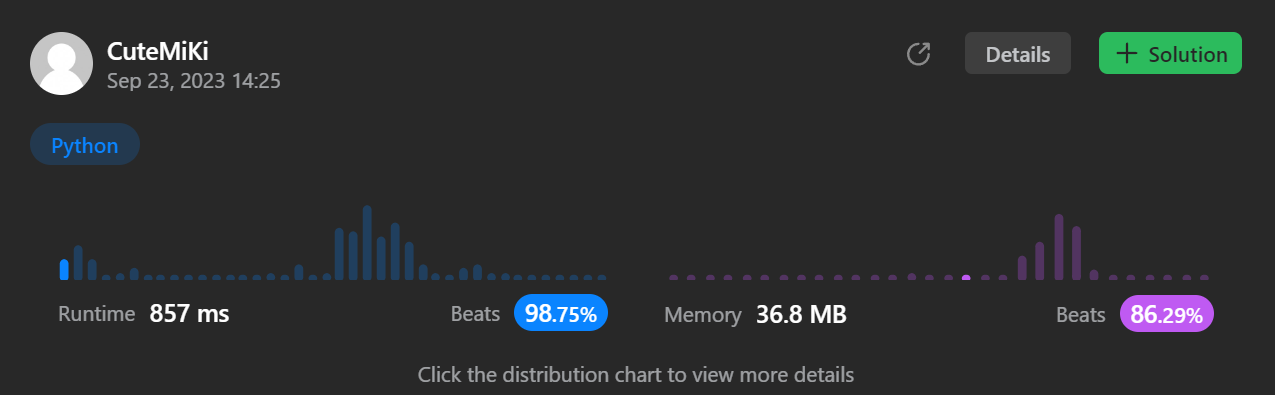 CuteMiKi
Sep 23, 2023 14:25
Details
Solution
Python
Runtime 857 ms Beats 98.75%
Memory 36.8 MB Beats 86.29%
Click the distribution chart to view more details